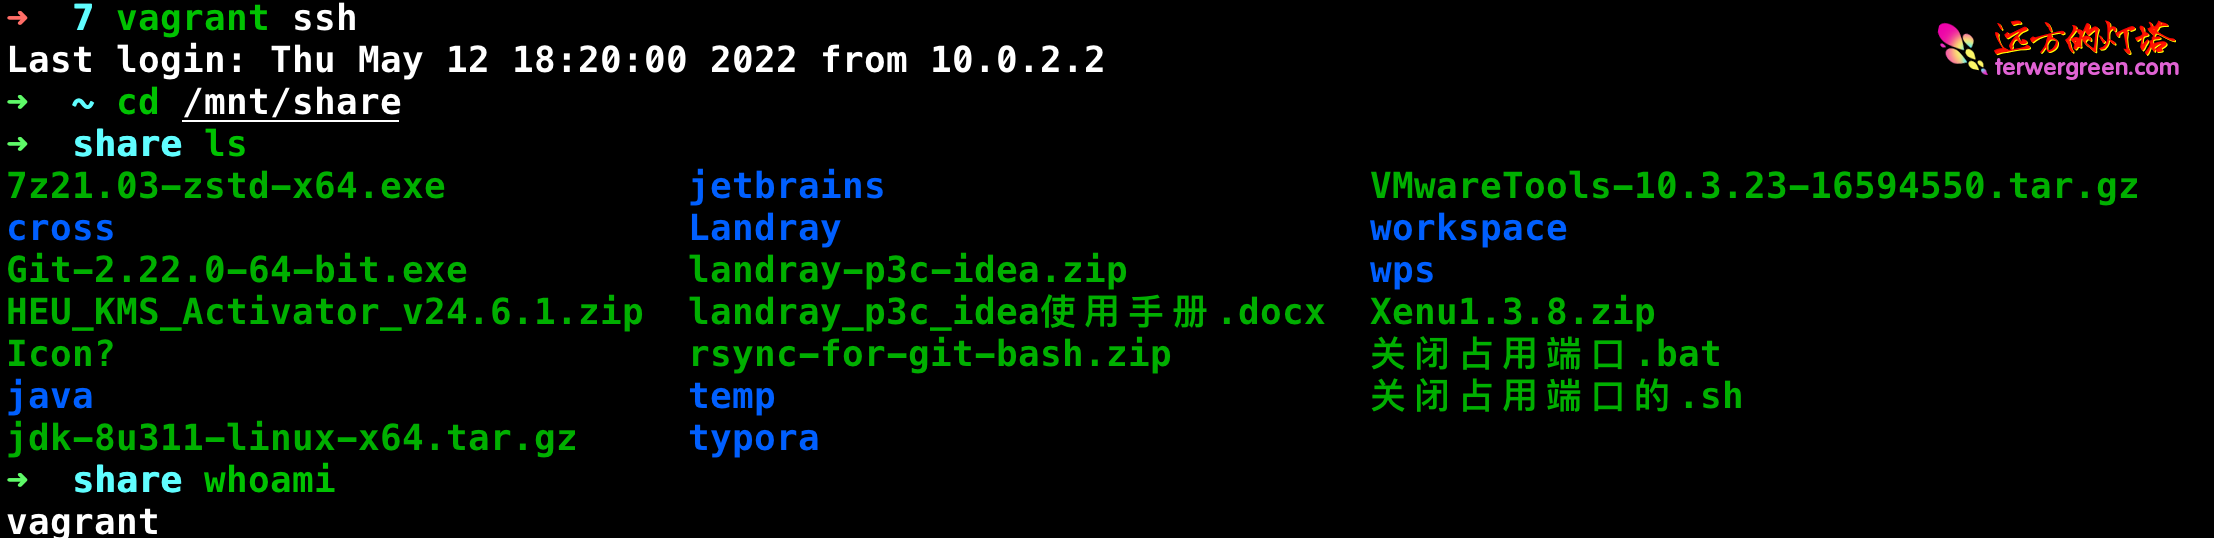 ➜  7 vagrant ssh
远方的灯塔
terwergreen.com
Last login: Thu May 12 18:20:00 2022 from 10.0.2.2
➜  ~ cd /mnt/share
➜  share ls
7z21.03-zstd-x64.exe jetbrains VMwareTools-10.3.23-16594550.tar.gz
cross Landray workspace
Git-2.22.0-64-bit.exe landray-p3c-idea.zip wps
HEU_KMS_Activator_v24.6.1.zip landray_p3c_idea使用手册.docx Xenu1.3.8.zip
Icon? rsync-for-git-bash.zip 关闭占用端口.bat
java temp 关闭占用端口的.sh
jdk-8u311-linux-x64.tar.gz typora
➜  share whoami
vagrant